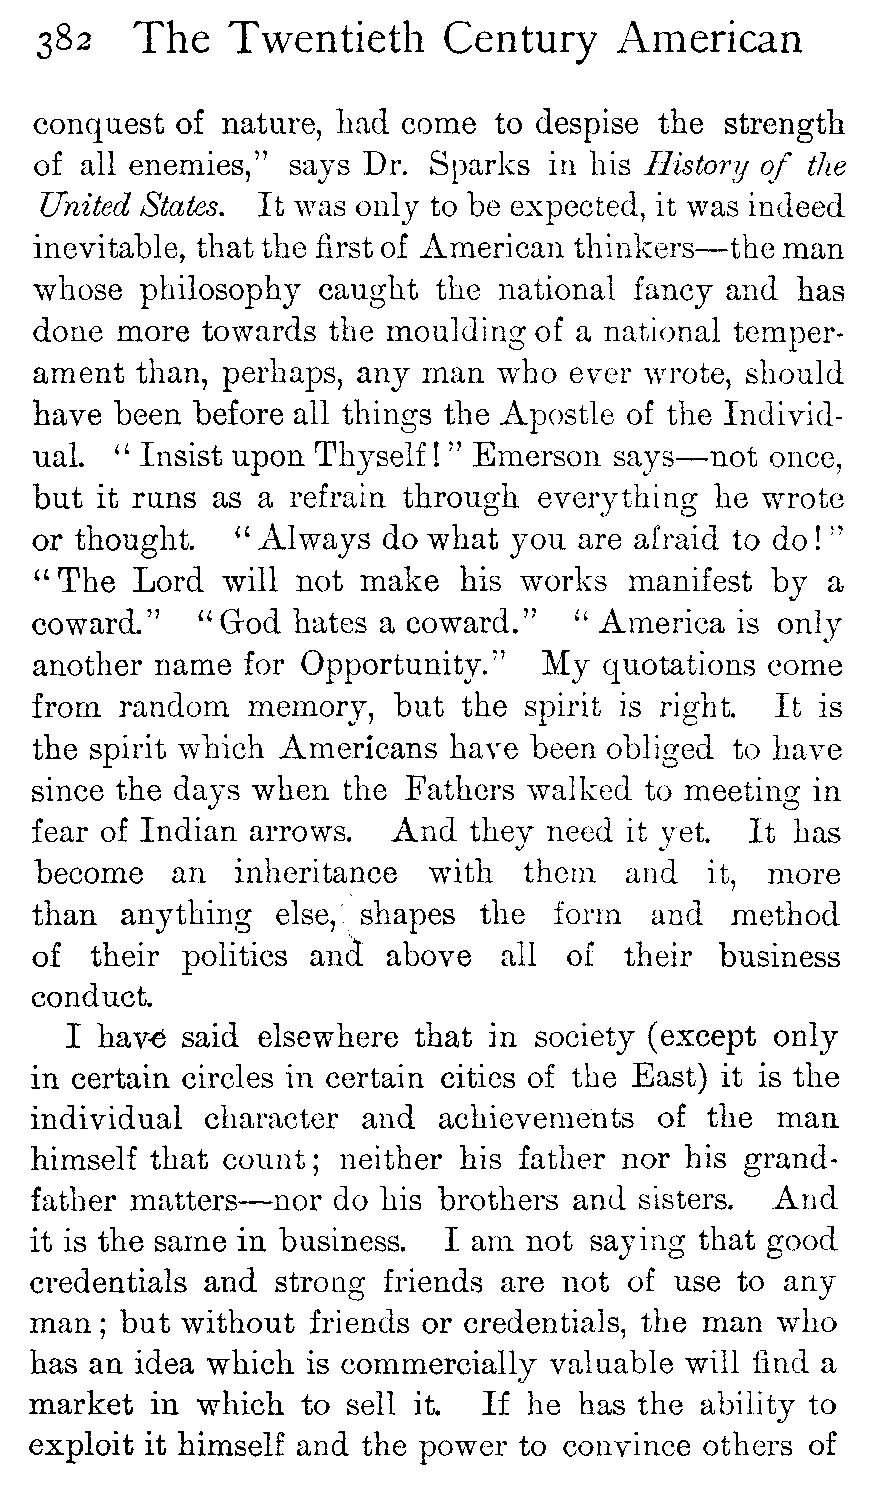 382 The Twentieth Century American
conquest of nature, had come to despise the strength
of all enemies,” says Dr. Sparks in his History of the
United States. It was only to be expected, it was indeed
inevitable, that the first of American thinkers—the man
whose philosophy caught the national fancy and has
done more towards the moulding of a national temper-
ament than, perhaps, any man who ever wrote, should
have been before all things the Apostle of the Individ-
ual. “Insist upon Thyself!” Emerson says—not once,
but it runs as a refrain through everything he wrote
or thought. “Always do what you are afraid to do!”
“The Lord will not make his works manifest by a
coward.” “God hates a coward.” “America is only
another name for Opportunity.” My quotations come
from random memory, but the spirit is right. It is
the spirit which Americans have been obliged to have
since the days when the Fathers walked to meeting in
fear of Indian arrows. And they need it yet. It has
become an inheritance with them and it, more
than anything else, shapes the form and method
of their politics and above all of their business
conduct.
I have said elsewhere that in society (except only
in certain circles in certain cities of the East) it is the
individual character and achievements of the man
himself that count; neither his father nor his grand-
father matters—nor do his brothers and sisters. And
it is the same in business. I am not saying that good
credentials and strong friends are not of use to any
man; but without friends or credentials, the man who
has an idea which is commercially valuable will find a
market in which to sell it. If he has the ability to
exploit it himself and the power to convince others of